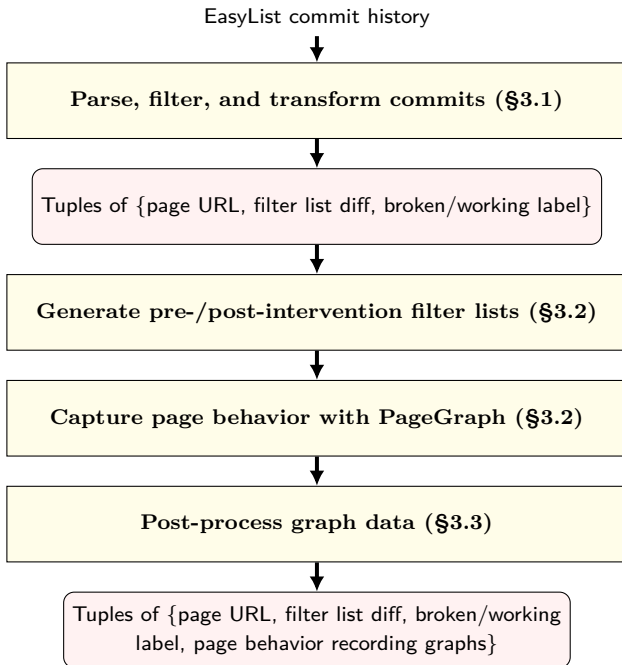 EasyList commit history
Parse, filter, and transform commits (§3.1)
Tuples of {page URL, filter list diff, broken/working label}
Generate pre-/post-intervention filter lists (§3.2)
Capture page behavior with PageGraph (§3.2)
Post-process graph data (§3.3)
Tuples of {page URL, filter list diff, broken/working
label, page behavior recording graphs}